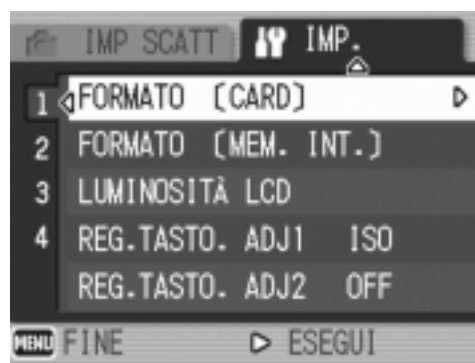 IMP SCATT IMP.
1 FORMATO [CARD]
2 FORMATO [MEM. INT.]
3 LUMINOSITÀ LCD
4 REG.TASTO. ADJ1 ISO
REG.TASTO. ADJ2 OFF
MENU FINE ESEGUI